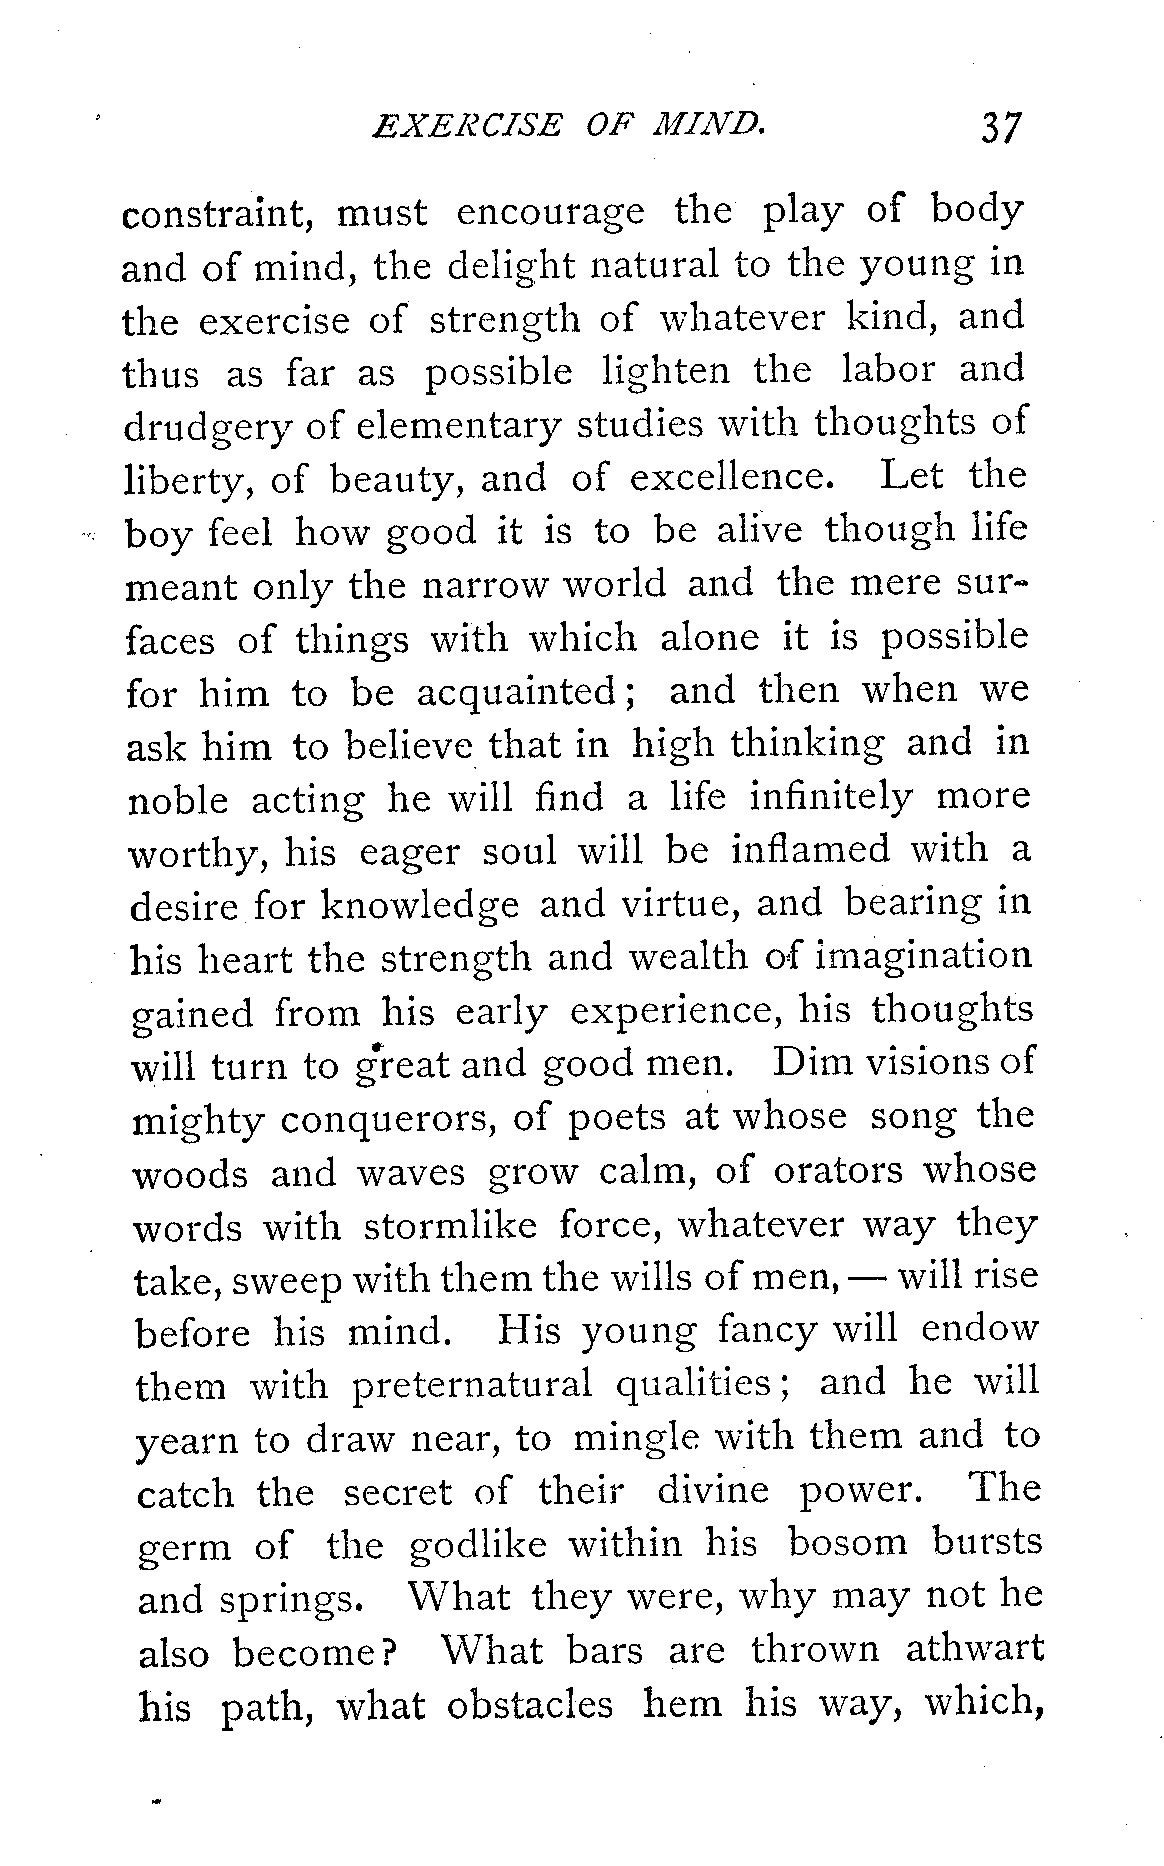 EXERCISE OF MIND. 37
constraint, must encourage the play of body
and of mind, the delight natural to the young in
the exercise of strength of whatever kind, and
thus as far as possible lighten the labor and
drudgery of elementary studies with thoughts of
liberty, of beauty, and of excellence. Let the
boy feel how good it is to be alive though life
meant only the narrow world and the mere sur-
faces of things with which alone it is possible
for him to be acquainted; and then when we
ask him to believe that in high thinking and in
noble acting he will find a life infinitely more
worthy, his eager soul will be inflamed with a
desire for knowledge and virtue, and bearing in
his heart the strength and wealth of imagination
gained from his early experience, his thoughts
will turn to great and good men. Dim visions of
mighty conquerors, of poets at whose song the
woods and waves grow calm, of orators whose
words with stormlike force, whatever way they
take, sweep with them the wills of men, — will rise
before his mind. His young fancy will endow
them with preternatural qualities; and he will
yearn to draw near, to mingle with them and to
catch the secret of their divine power. The
germ of the godlike within his bosom bursts
and springs. What they were, why may not he
also become? What bars are thrown athwart
his path, what obstacles hem his way, which,